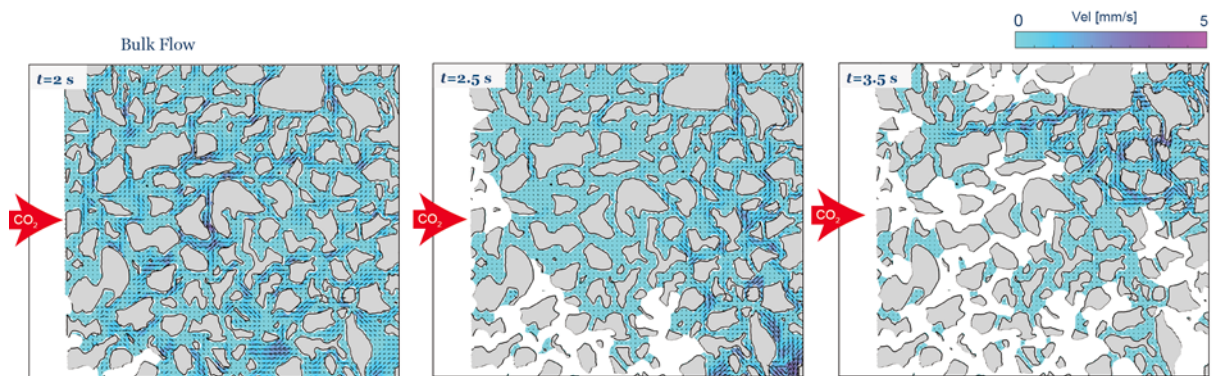 0 Vel [mm/s] 5
Bulk Flow
t=2 s
t=2.5 s
t=3.5 s
CO₂
CO₂
CO₂